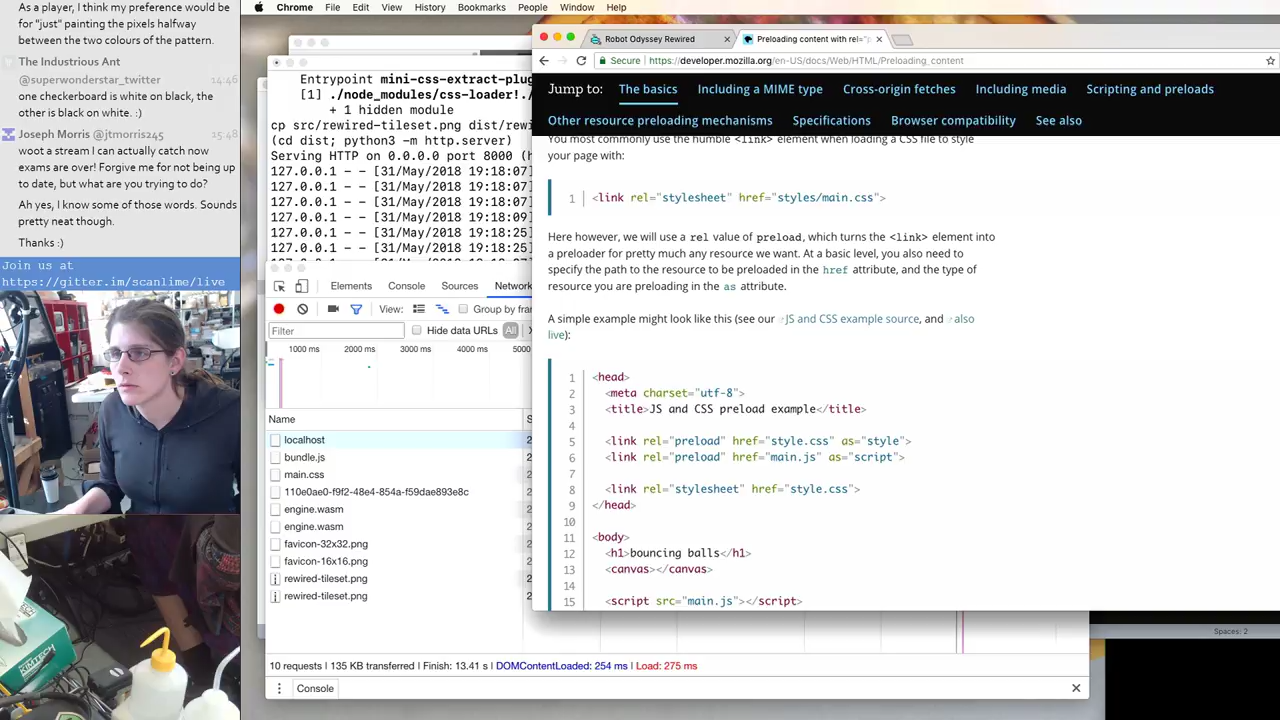 As a player, I think my preference would be
for "just" painting the pixels halfway
between the two colours of the pattern.
The Industrious Ant
@superwonderstar_twitter 14:46
one checkerboard is white on black, the
other is black on white. :)
Joseph Morris @jtmorris245 15:48
woot a stream I can actually catch now
exams are over! Forgive me for not being up
to date, but what are you trying to do?
Ah yes, I know some of those words. Sounds
pretty neat though.
Thanks :)
Join us at
https://gitter.im/scanlime/live
Chrome File Edit View History Bookmarks People Window Help
Entrypoint mini-css-extract-plug
[1] ./node_modules/css-loader!./
+ 1 hidden module
cp src/rewired-tileset.png dist/rewi
(cd dist; python3 -m http.server)
Serving HTTP on 0.0.0.0 port 8000 (h
127.0.0.1 - - [31/May/2018 19:18:07]
127.0.0.1 - - [31/May/2018 19:18:07]
127.0.0.1 - - [31/May/2018 19:18:07]
127.0.0.1 - - [31/May/2018 19:18:09]
127.0.0.1 - - [31/May/2018 19:18:25]
127.0.0.1 - - [31/May/2018 19:18:25]
Elements Console Sources Network
View: Group by fram
Filter Hide data URLs All
1000 ms 2000 ms 3000 ms 4000 ms 5000
Name
localhost
bundle.js
main.css
110e0ae0-f9f2-48e4-854a-f59dae893e8c
engine.wasm
engine.wasm
favicon-32x32.png
favicon-16x16.png
rewired-tileset.png
rewired-tileset.png
10 requests | 135 KB transferred | Finish: 13.41 s | DOMContentLoaded: 254 ms | Load: 275 ms
Console
Robot Odyssey Rewired
Preloading content with rel="p
Secure https://developer.mozilla.org/en-US/docs/Web/HTML/Preloading_content
Jump to: The basics Including a MIME type Cross-origin fetches Including media Scripting and preloads
Other resource preloading mechanisms Specifications Browser compatibility See also
You most commonly use the humble <link> element when loading a CSS file to style
your page with:
1 <link rel="stylesheet" href="styles/main.css">
Here however, we will use a rel value of preload, which turns the <link> element into
a preloader for pretty much any resource we want. At a basic level, you also need to
specify the path to the resource to be preloaded in the href attribute, and the type of
resource you are preloading in the as attribute.
A simple example might look like this (see our JS and CSS example source, and also
live):
1 <head>
2 <meta charset="utf-8">
3 <title>JS and CSS preload example</title>
4
5 <link rel="preload" href="style.css" as="style">
6 <link rel="preload" href="main.js" as="script">
7
8 <link rel="stylesheet" href="style.css">
9 </head>
10
11 <body>
12 <h1>bouncing balls</h1>
13 <canvas></canvas>
14
15 <script src="main.js"></script>
Spaces: 2
KIMTECH